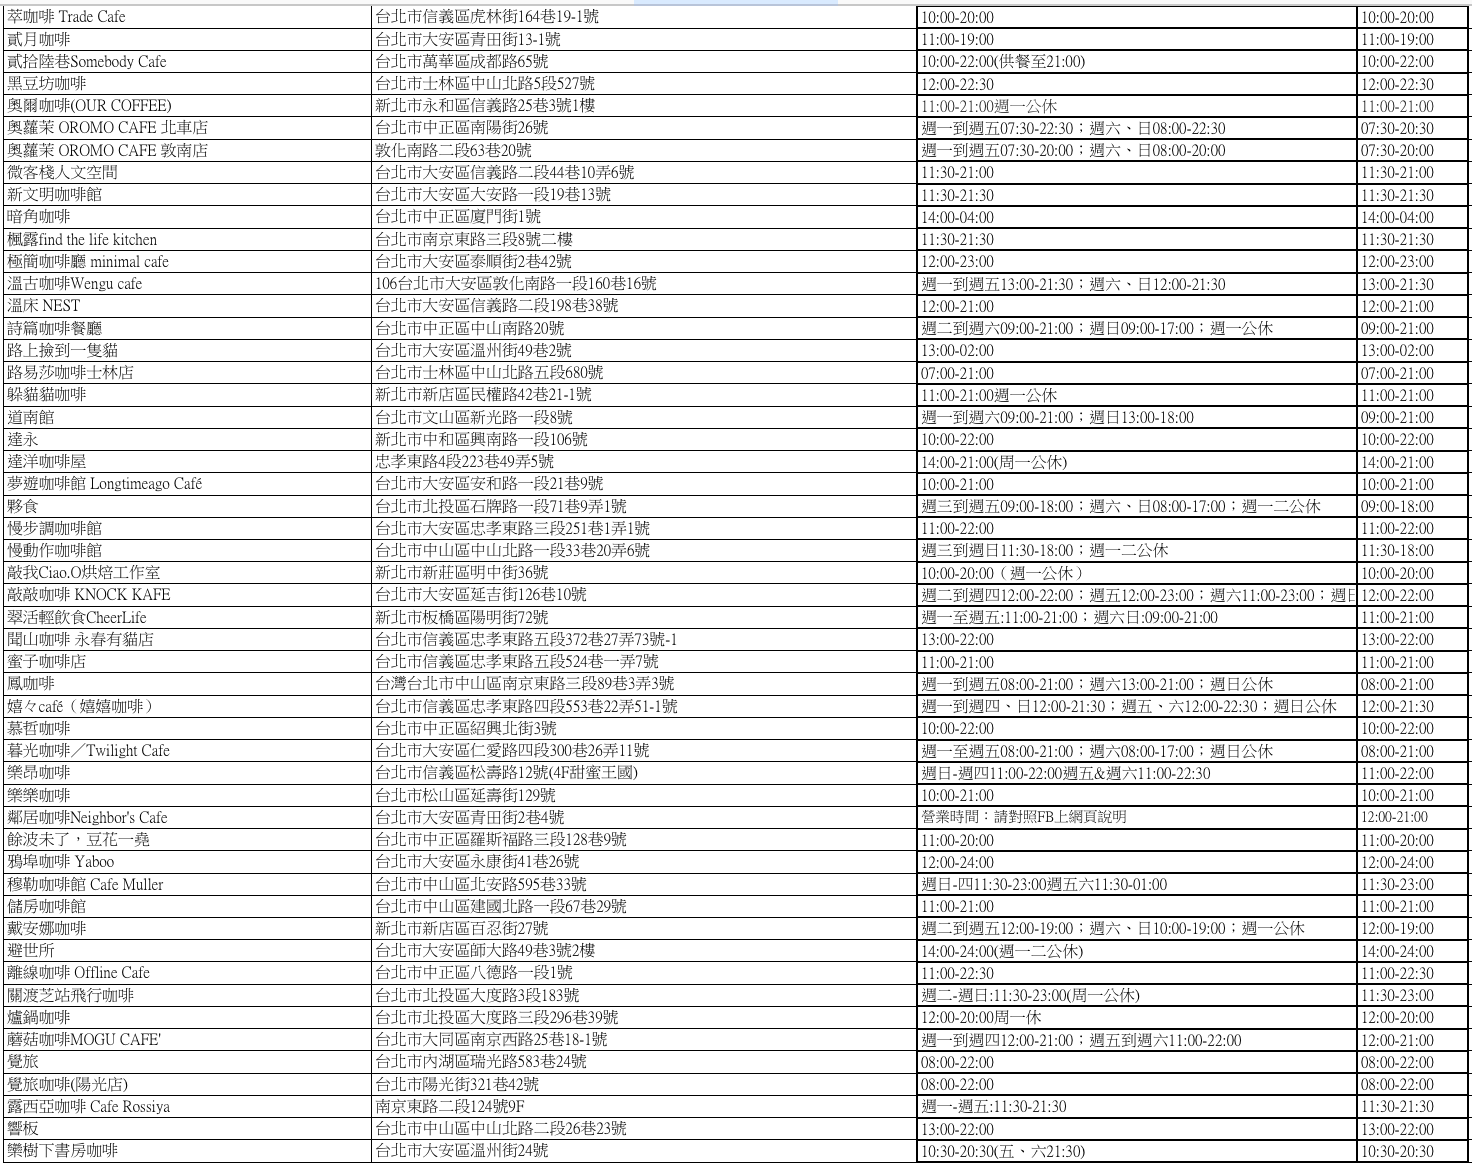 萃咖啡 Trade Cafe 台北市信義區虎林街164巷19-1號 10:00-20:00 10:00-20:00
貳月咖啡 台北市大安區青田街13-1號 11:00-19:00 11:00-19:00
貳拾陸巷Somebody Cafe 台北市萬華區成都路65號 10:00-22:00(供餐至21:00) 10:00-22:00
黑豆坊咖啡 台北市士林區中山北路5段527號 12:00-22:30 12:00-22:30
奧爾咖啡(OUR COFFEE) 新北市永和區信義路25巷3號1樓 11:00-21:00週一公休 11:00-21:00
奧蘿茉 OROMO CAFE 北車店 台北市中正區南陽街26號 週一到週五07:30-22:30；週六、日08:00-22:30 07:30-20:30
奧蘿茉 OROMO CAFE 敦南店 敦化南路二段63巷20號 週一到週五07:30-20:00；週六、日08:00-20:00 07:30-20:00
微客棧人文空間 台北市大安區信義路二段44巷10弄6號 11:30-21:00 11:30-21:00
新文明咖啡館 台北市大安區大安路一段19巷13號 11:30-21:30 11:30-21:30
暗角咖啡 台北市中正區廈門街1號 14:00-04:00 14:00-04:00
楓露find the life kitchen 台北市南京東路三段8號二樓 11:30-21:30 11:30-21:30
極簡咖啡廳 minimal cafe 台北市大安區泰順街2巷42號 12:00-23:00 12:00-23:00
溫古咖啡Wengu cafe 106台北市大安區敦化南路一段160巷16號 週一到週五13:00-21:30；週六、日12:00-21:30 13:00-21:30
溫床 NEST 台北市大安區信義路二段198巷38號 12:00-21:00 12:00-21:00
詩篇咖啡餐廳 台北市中正區中山南路20號 週二到週六09:00-21:00；週日09:00-17:00；週一公休 09:00-21:00
路上撿到一隻貓 台北市大安區溫州街49巷2號 13:00-02:00 13:00-02:00
路易莎咖啡士林店 台北市士林區中山北路五段680號 07:00-21:00 07:00-21:00
躲貓貓咖啡 新北市新店區民權路42巷21-1號 11:00-21:00週一公休 11:00-21:00
道南館 台北市文山區新光路一段8號 週一到週六09:00-21:00；週日13:00-18:00 09:00-21:00
達永 新北市中和區興南路一段106號 10:00-22:00 10:00-22:00
達洋咖啡屋 忠孝東路4段223巷49弄5號 14:00-21:00(周一公休) 14:00-21:00
夢遊咖啡館 Longtimeago Café 台北市大安區安和路一段21巷9號 10:00-21:00 10:00-21:00
夥食 台北市北投區石牌路一段71巷9弄1號 週三到週五09:00-18:00；週六、日08:00-17:00；週一二公休 09:00-18:00
慢步調咖啡館 台北市大安區忠孝東路三段251巷1弄1號 11:00-22:00 11:00-22:00
慢動作咖啡館 台北市中山區中山北路一段33巷20弄6號 週三到週日11:30-18:00；週一二公休 11:30-18:00
敲我Ciao.O烘焙工作室 新北市新莊區明中街36號 10:00-20:00（週一公休） 10:00-20:00
敲敲咖啡 KNOCK KAFE 台北市大安區延吉街126巷10號 週二到週四12:00-22:00；週五12:00-23:00；週六11:00-23:00；週日 12:00-22:00
翠活輕飲食CheerLife 新北市板橋區陽明街72號 週一至週五:11:00-21:00；週六日:09:00-21:00 11:00-21:00
聞山咖啡 永春有貓店 台北市信義區忠孝東路五段372巷27弄73號-1 13:00-22:00 13:00-22:00
蜜子咖啡店 台北市信義區忠孝東路五段524巷一弄7號 11:00-21:00 11:00-21:00
鳳咖啡 台灣台北市中山區南京東路三段89巷3弄3號 週一到週五08:00-21:00；週六13:00-21:00；週日公休 08:00-21:00
嬉々café（嬉嬉咖啡） 台北市信義區忠孝東路四段553巷22弄51-1號 週一到週四、日12:00-21:30；週五、六12:00-22:30；週日公休 12:00-21:30
慕哲咖啡 台北市中正區紹興北街3號 10:00-22:00 10:00-22:00
暮光咖啡／Twilight Cafe 台北市大安區仁愛路四段300巷26弄11號 週一至週五08:00-21:00；週六08:00-17:00；週日公休 08:00-21:00
樂昂咖啡 台北市信義區松壽路12號(4F甜蜜王國) 週日-週四11:00-22:00週五&週六11:00-22:30 11:00-22:00
樂樂咖啡 台北市松山區延壽街129號 10:00-21:00 10:00-21:00
鄰居咖啡Neighbor's Cafe 台北市大安區青田街2巷4號 營業時間：請對照FB上網頁說明 12:00-21:00
餘波未了，豆花一堯 台北市中正區羅斯福路三段128巷9號 11:00-20:00 11:00-20:00
鴉埠咖啡 Yaboo 台北市大安區永康街41巷26號 12:00-24:00 12:00-24:00
穆勒咖啡館 Cafe Muller 台北市中山區北安路595巷33號 週日-四11:30-23:00週五六11:30-01:00 11:30-23:00
儲房咖啡館 台北市中山區建國北路一段67巷29號 11:00-21:00 11:00-21:00
戴安娜咖啡 新北市新店區百忍街27號 週二到週五12:00-19:00；週六、日10:00-19:00；週一公休 12:00-19:00
避世所 台北市大安區師大路49巷3號2樓 14:00-24:00(週一二公休) 14:00-24:00
離線咖啡 Offline Cafe 台北市中正區八德路一段1號 11:00-22:30 11:00-22:30
關渡芝站飛行咖啡 台北市北投區大度路3段183號 週二-週日:11:30-23:00(周一公休) 11:30-23:00
爐鍋咖啡 台北市北投區大度路三段296巷39號 12:00-20:00周一休 12:00-20:00
蘑菇咖啡MOGU CAFE' 台北市大同區南京西路25巷18-1號 週一到週四12:00-21:00；週五到週六11:00-22:00 12:00-21:00
覺旅 台北市內湖區瑞光路583巷24號 08:00-22:00 08:00-22:00
覺旅咖啡(陽光店) 台北市陽光街321巷42號 08:00-22:00 08:00-22:00
露西亞咖啡 Cafe Rossiya 南京東路二段124號9F 週一-週五:11:30-21:30 11:30-21:30
響板 台北市中山區中山北路二段26巷23號 13:00-22:00 13:00-22:00
欒樹下書房咖啡 台北市大安區溫州街24號 10:30-20:30(五、六21:30) 10:30-20:30